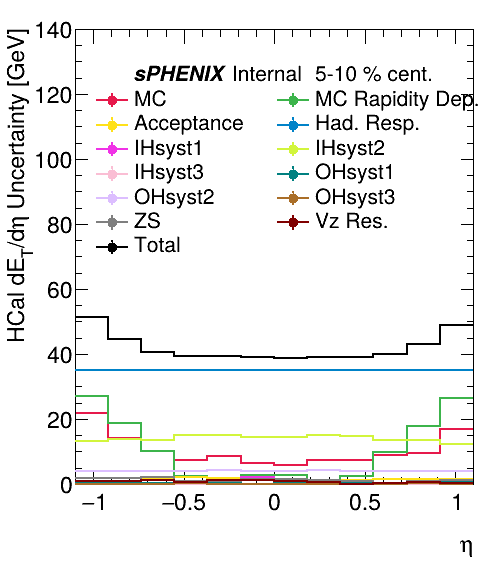 HCal dE_T/dη Uncertainty [GeV]
140
120
100
80
60
40
20
0
sPHENIX Internal 5-10 % cent.
MC
MC Rapidity Dep.
Acceptance
Had. Resp.
IHsyst1
IHsyst2
IHsyst3
OHsyst1
OHsyst2
OHsyst3
ZS
Vz Res.
Total
−1 −0.5 0 0.5 1
η